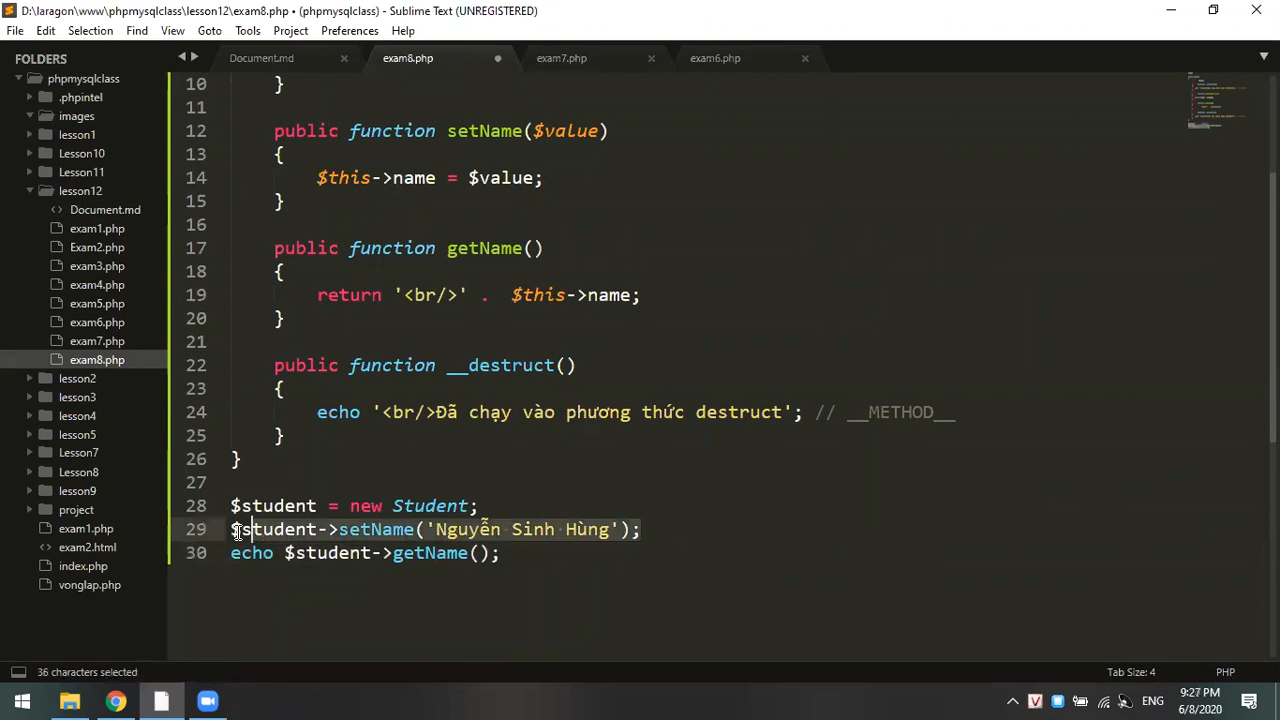 D:\laragon\www\phpmysqlclass\lesson12\exam8.php • (phpmysqlclass) - Sublime Text (UNREGISTERED)
File Edit Selection Find View Goto Tools Project Preferences Help
FOLDERS
phpmysqlclass
.phpintel
images
lesson1
Lesson10
Lesson11
lesson12
Document.md
exam1.php
Exam2.php
exam3.php
exam4.php
exam5.php
exam6.php
exam7.php
exam8.php
lesson2
lesson3
lesson4
lesson5
Lesson7
Lesson8
lesson9
project
exam1.php
exam2.html
index.php
vonglap.php
Document.md exam8.php exam7.php exam6.php
10 }
11
12 public function setName($value)
13 {
14 $this->name = $value;
15 }
16
17 public function getName()
18 {
19 return '<br/>' . $this->name;
20 }
21
22 public function __destruct()
23 {
24 echo '<br/>Đã chạy vào phương thức destruct'; // __METHOD__
25 }
26 }
27
28 $student = new Student;
29 $student->setName('Nguyễn Sinh Hùng');
30 echo $student->getName();
36 characters selected
Tab Size: 4 PHP
ENG
9:27 PM
6/8/2020